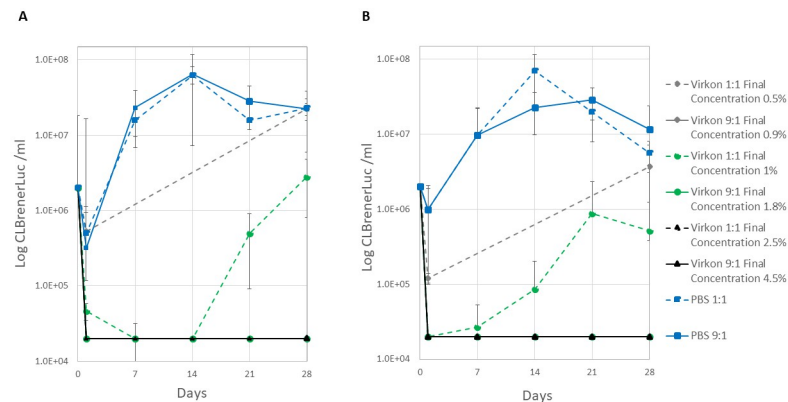 A
B
1.0E+08
1.0E+07
1.0E+06
1.0E+05
1.0E+04
Log CLBrenerLuc /ml
0 7 14 21 28
Days
1.0E+08
1.0E+07
1.0E+06
1.0E+05
1.0E+04
Log CLBrenerLuc /ml
0 7 14 21 28
Days
Virkon 1:1 Final
Concentration 0.5%
Virkon 9:1 Final
Concentration 0.9%
Virkon 1:1 Final
Concentration 1%
Virkon 9:1 Final
Concentration 1.8%
Virkon 1:1 Final
Concentration 2.5%
Virkon 9:1 Final
Concentration 4.5%
PBS 1:1
PBS 9:1